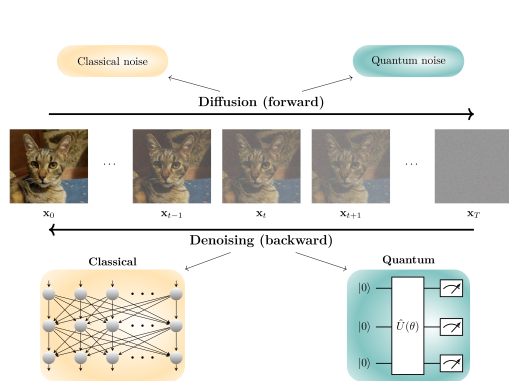 Classical noise
Quantum noise
Diffusion (forward)
. . .
. . .
x₀
xₜ₋₁
xₜ
xₜ₊₁
x_T
Denoising (backward)
Classical
Quantum
. . .
. . .
. . .
|0⟩
|0⟩
Û(θ)
|0⟩